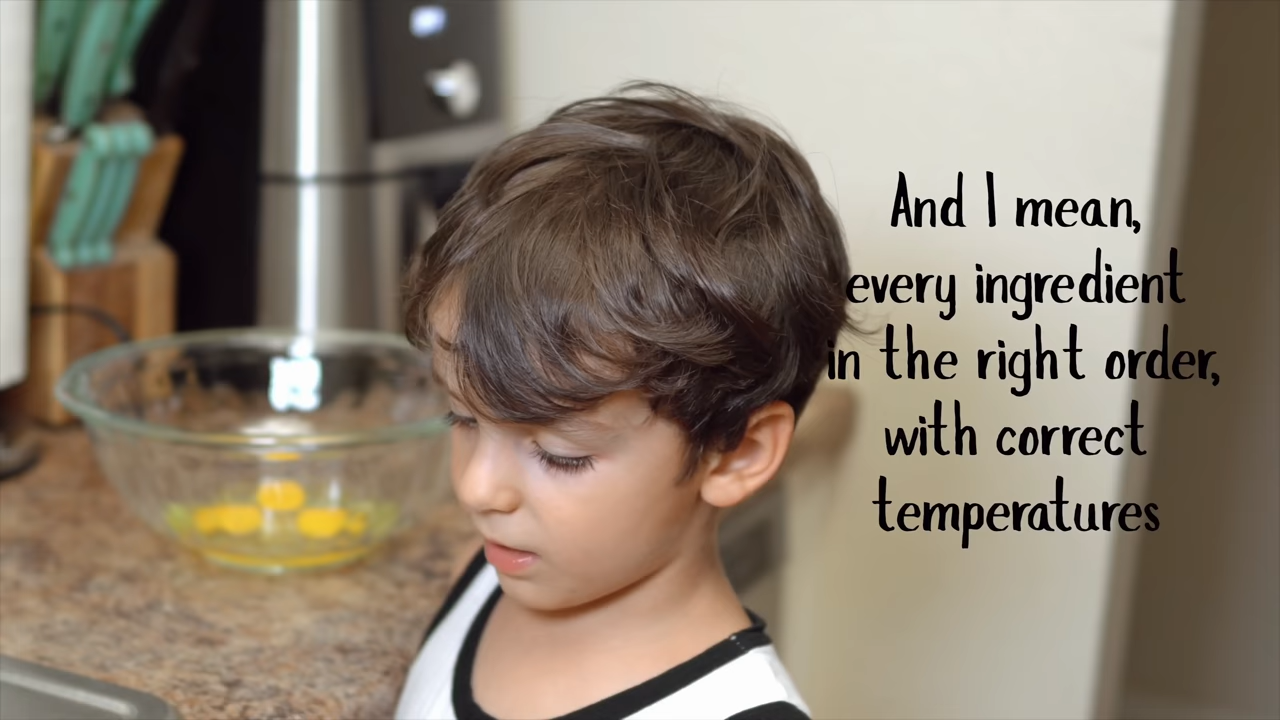 And I mean,
every ingredient
in the right order,
with correct
temperatures